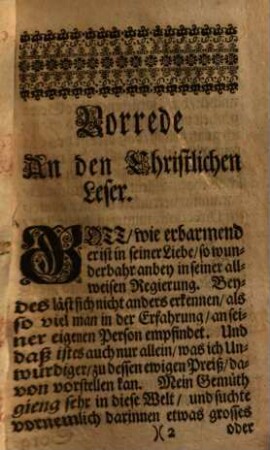 Vorrede
An den Christlichen
Leser.
GOTT/ wie erbarmend
er ist in seiner Liebe/ so wun-
derbahr anbey in seiner all-
weisen Regierung. Bey-
des läst sich nicht anders erkennen/ als
so viel man in der Erfahrung/ an sei-
ner eigenen Person empfindet. Und
daß ist es auch nur allein/ was ich Un-
würdiger/ zu dessen ewigen Preiß/ da-
von vorstellen kan. Mein Gemüth
gieng sehr in diese Welt/ und suchte
vornemlich darinnen etwas grosses
)( 2 oder